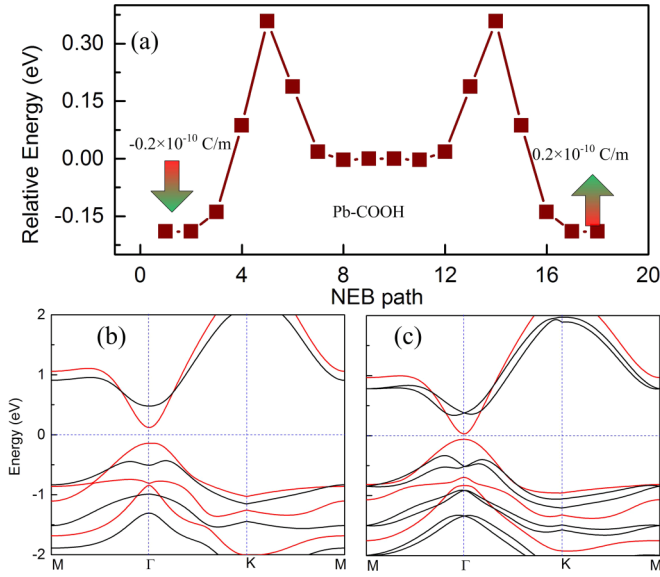 (a)
Relative Energy (eV)
0.30
0.15
0.00
-0.15
-0.2×10⁻¹⁰ C/m
0.2×10⁻¹⁰ C/m
Pb-COOH
0 4 8 12 16 20
NEB path
(b)
Energy (eV)
2
1
0
-1
-2
M Γ K M
(c)
M Γ K M